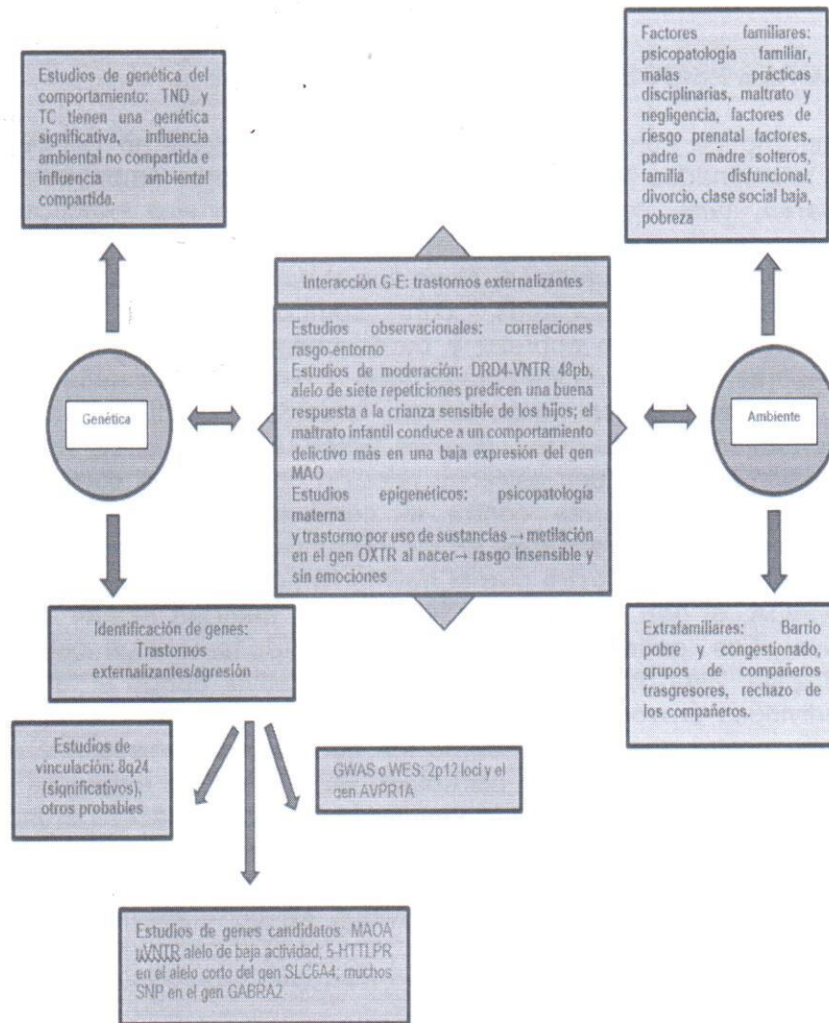 Estudios de genética del
comportamiento: TND y
TC tienen una genética
significativa, influencia
ambiental no compartida e
influencia ambiental
compartida.
Factores familiares:
psicopatología familiar,
malas prácticas
disciplinarias, maltrato y
negligencia, factores de
riesgo prenatal factores,
padre o madre solteros,
familia disfuncional,
divorcio, clase social baja,
pobreza
Interacción G-E: trastornos externalizantes
Estudios observacionales: correlaciones
rasgo-entorno
Estudios de moderación: DRD4-VNTR 48pb,
alelo de siete repeticiones predicen una buena
respuesta a la crianza sensible de los hijos; el
maltrato infantil conduce a un comportamiento
delictivo más en una baja expresión del gen
MAO
Estudios epigenéticos: psicopatología
materna
y trastorno por uso de sustancias → metilación
en el gen OXTR al nacer→ rasgo insensible y
sin emociones
Genética
Ambiente
Identificación de genes:
Trastornos
externalizantes/agresión
Extrafamiliares: Barrio
pobre y congestionado,
grupos de compañeros
trasgresores, rechazo de
los compañeros.
Estudios de
vinculación: 8q24
(significativos),
otros probables
GWAS o WES: 2p12 loci y el
gen AVPR1A
Estudios de genes candidatos: MAOA
uVNTR alelo de baja actividad; 5-HTTLPR
en el alelo corto del gen SLC6A4; muchos
SNP en el gen GABRA2